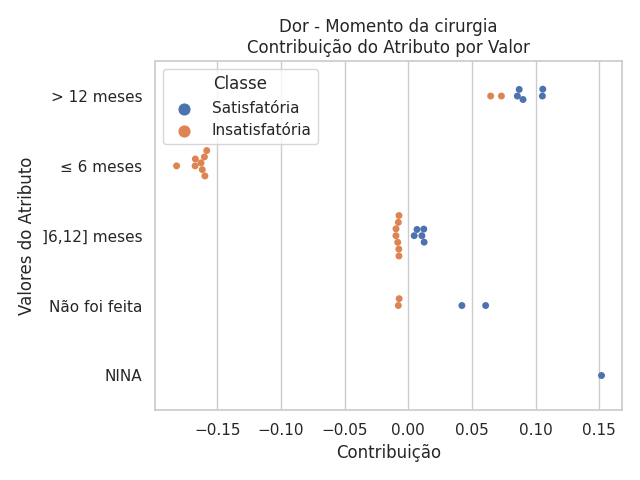 Dor - Momento da cirurgia
Contribuição do Atributo por Valor
Classe
Satisfatória
Insatisfatória
Valores do Atributo
> 12 meses
≤ 6 meses
]6,12] meses
Não foi feita
NINA
−0.15 −0.10 −0.05 0.00 0.05 0.10 0.15
Contribuição